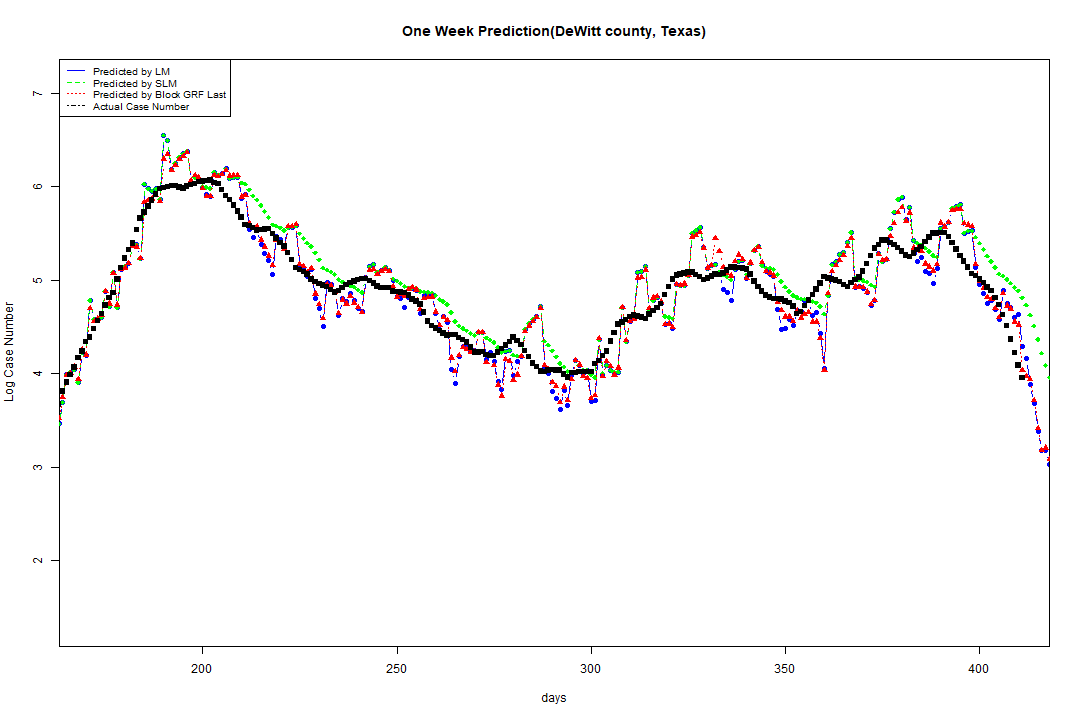 One Week Prediction(DeWitt county, Texas)
Predicted by LM
Predicted by SLM
Predicted by Block GRF Last
Actual Case Number
7
6
5
4
3
2
Log Case Number
200 250 300 350 400
days